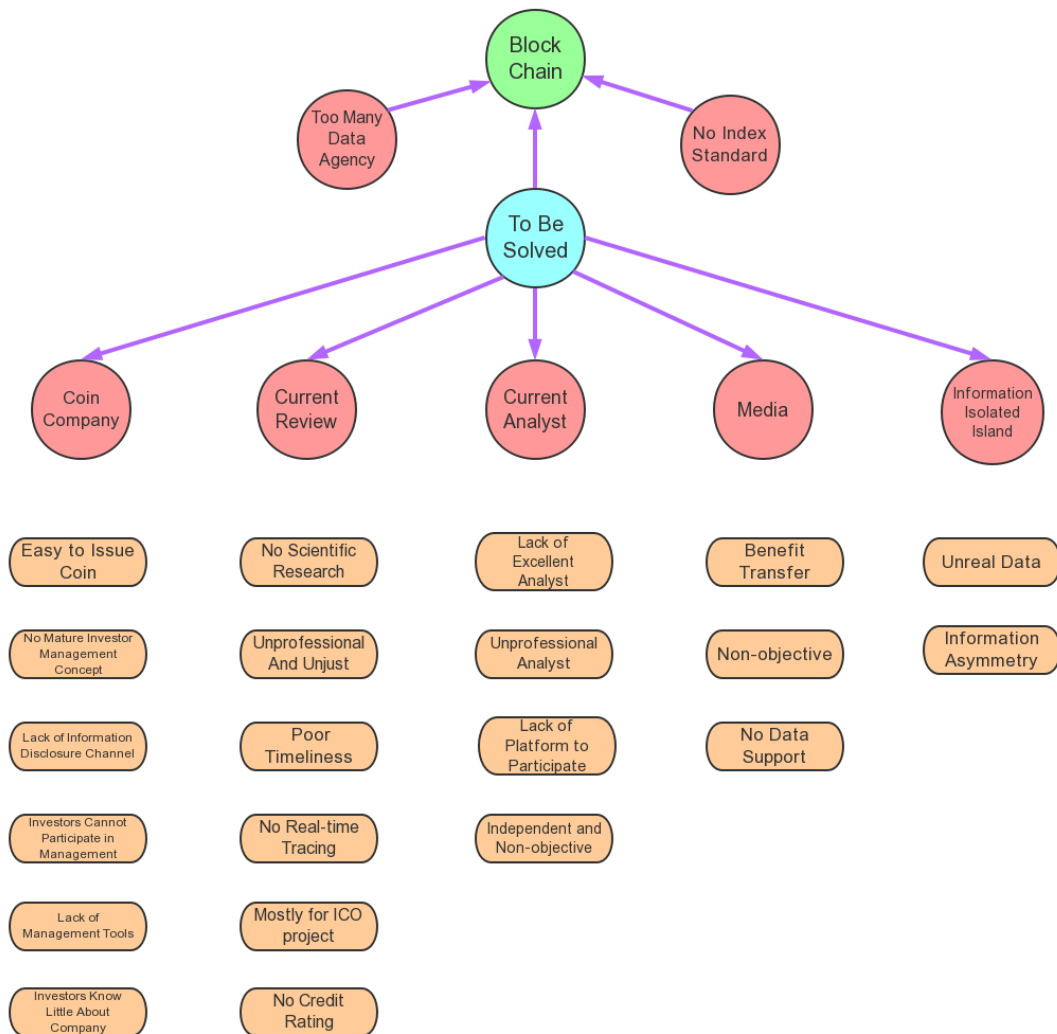 Block
Chain
Too Many
Data
Agency
No Index
Standard
To Be
Solved
Coin
Company
Current
Review
Current
Analyst
Media
Information
Isolated
Island
Easy to Issue
Coin
No Scientific
Research
Lack of
Excellent
Analyst
Benefit
Transfer
Unreal Data
No Mature Investor
Management
Concept
Unprofessional
And Unjust
Unprofessional
Analyst
Non-objective
Information
Asymmetry
Lack of Information
Disclosure Channel
Poor
Timeliness
Lack of
Platform to
Participate
No Data
Support
Investors Cannot
Participate in
Management
No Real-time
Tracing
Independent and
Non-objective
Lack of
Management Tools
Mostly for ICO
project
Investors Know
Little About
Company
No Credit
Rating